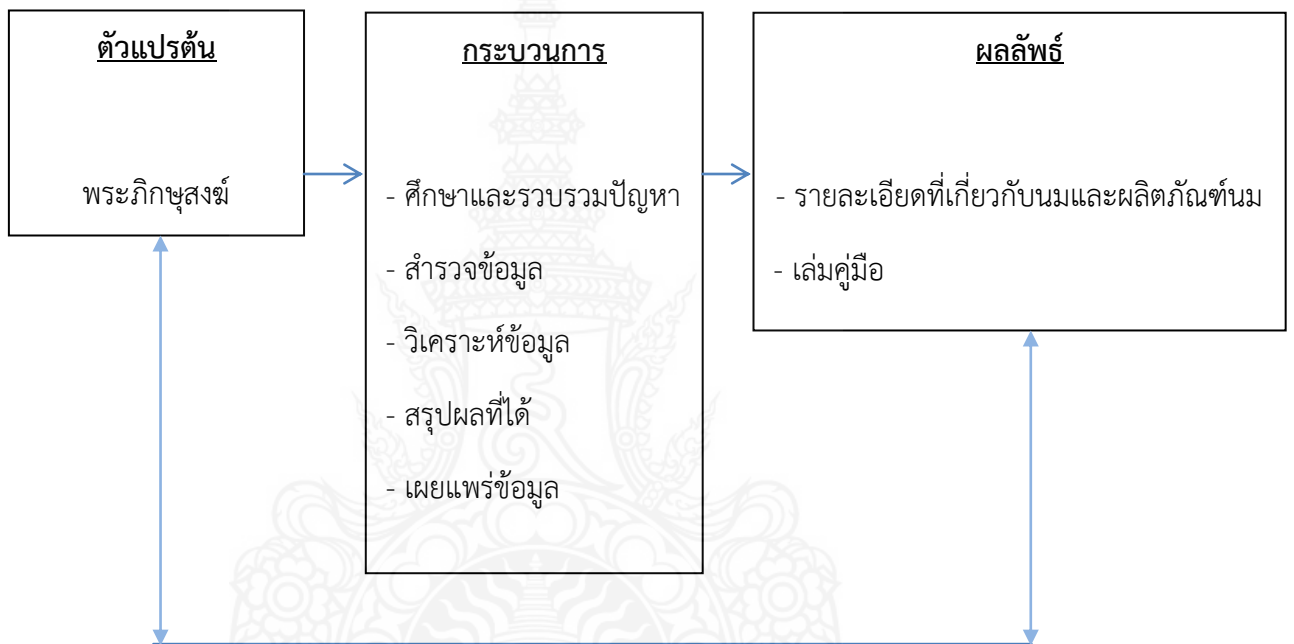 ตัวแปรต้น
พระภิกษุสงฆ์
กระบวนการ
- ศึกษาและรวบรวมปัญหา
- สำรวจข้อมูล
- วิเคราะห์ข้อมูล
- สรุปผลที่ได้
- เผยแพร่ข้อมูล
ผลลัพธ์
- รายละเอียดที่เกี่ยวกับนมและผลิตภัณฑ์นม
- เล่มคู่มือ